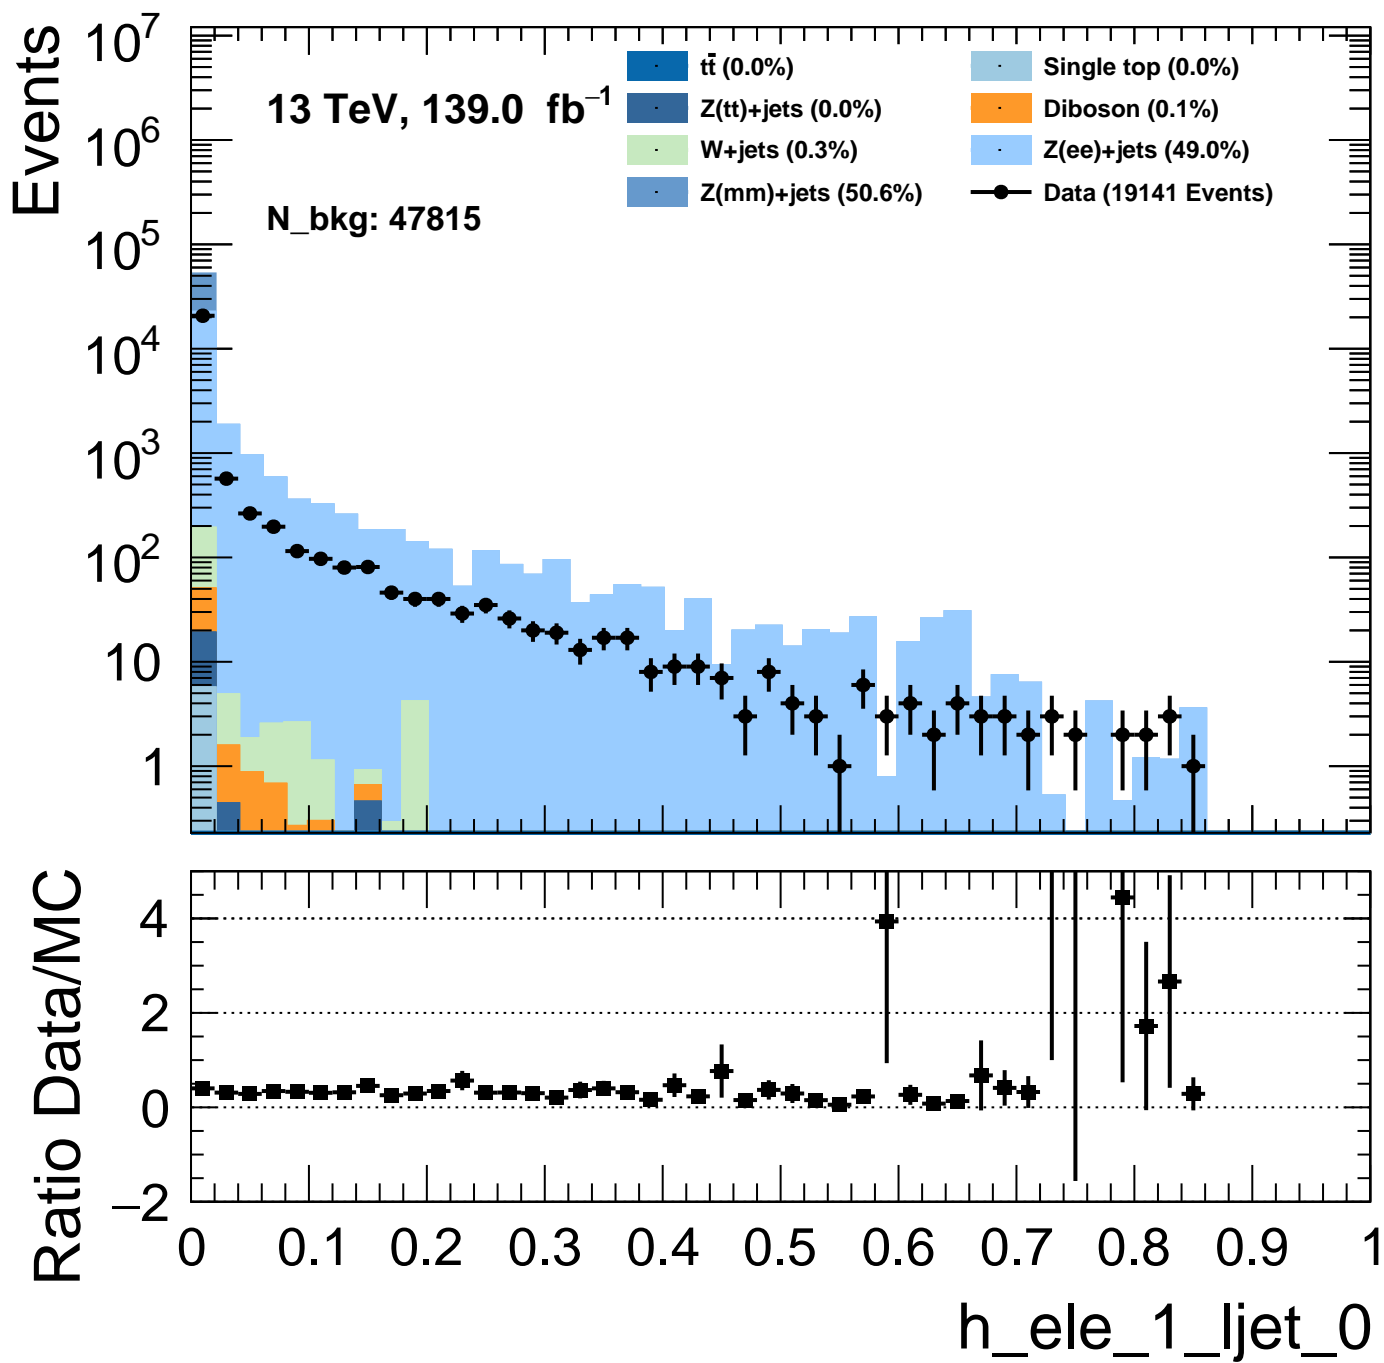 Events
10⁷
10⁶
10⁵
10⁴
10³
10²
10
1
13 TeV, 139.0 fb⁻¹
N_bkg: 47815
tt̄ (0.0%)
Single top (0.0%)
Z(tt)+jets (0.0%)
Diboson (0.1%)
W+jets (0.3%)
Z(ee)+jets (49.0%)
Z(mm)+jets (50.6%)
Data (19141 Events)
Ratio Data/MC
4
2
0
−2
0 0.1 0.2 0.3 0.4 0.5 0.6 0.7 0.8 0.9 1
h_ele_1_ljet_0